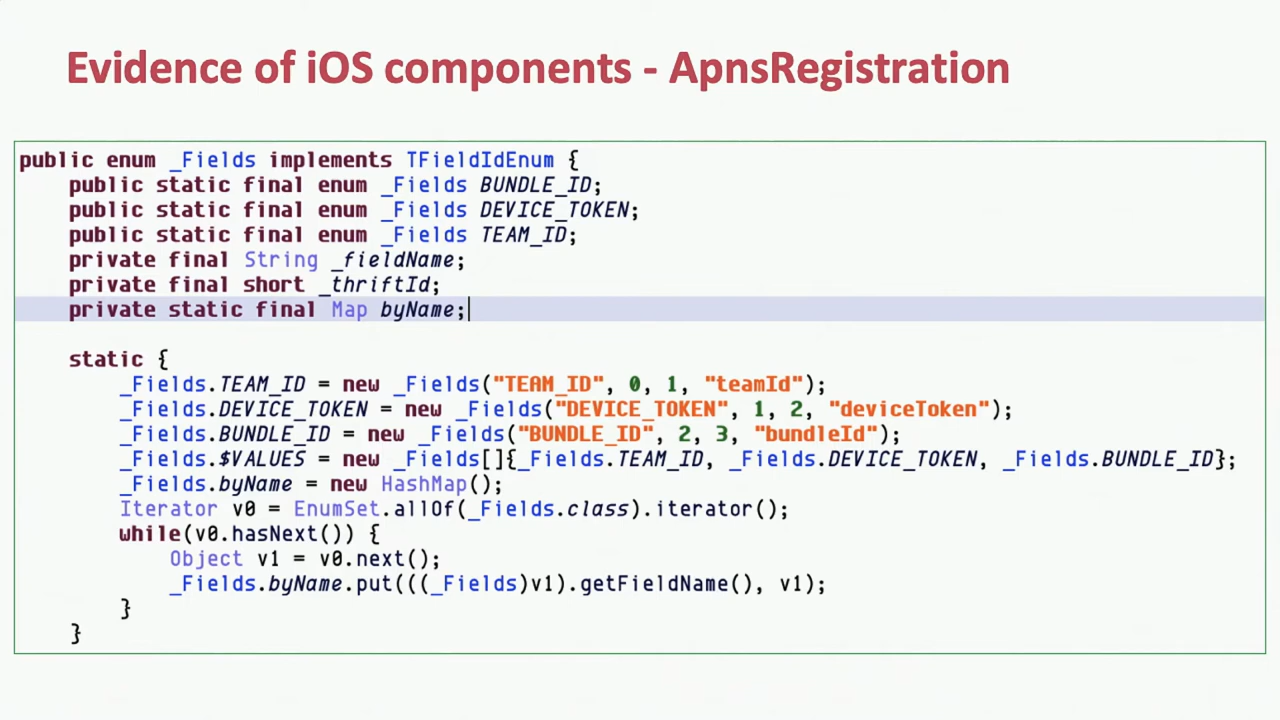 Evidence of iOS components - ApnsRegistration
public enum _Fields implements TFieldIdEnum {
    public static final enum _Fields BUNDLE_ID;
    public static final enum _Fields DEVICE_TOKEN;
    public static final enum _Fields TEAM_ID;
    private final String _fieldName;
    private final short _thriftId;
    private static final Map byName;
    static {
        _Fields.TEAM_ID = new _Fields("TEAM_ID", 0, 1, "teamId");
        _Fields.DEVICE_TOKEN = new _Fields("DEVICE_TOKEN", 1, 2, "deviceToken");
        _Fields.BUNDLE_ID = new _Fields("BUNDLE_ID", 2, 3, "bundleId");
        _Fields.$VALUES = new _Fields[]{_Fields.TEAM_ID, _Fields.DEVICE_TOKEN, _Fields.BUNDLE_ID};
        _Fields.byName = new HashMap();
        Iterator v0 = EnumSet.allOf(_Fields.class).iterator();
        while(v0.hasNext()) {
            Object v1 = v0.next();
            _Fields.byName.put(((_Fields)v1).getFieldName(), v1);
        }
    }